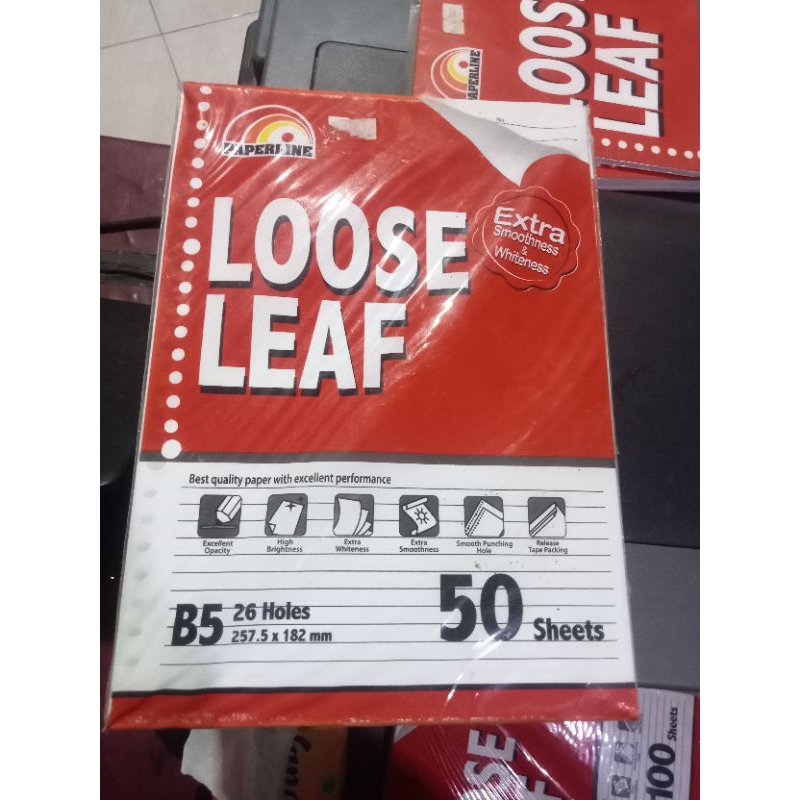 PAPERLINE
LOOSE
LEAF
Extra
Smoothness
&
Whiteness
Best quality paper with excellent performance
Excellent
Opacity
High
Brightness
Extra
Whiteness
Extra
Smoothness
Smooth Punching
Hole
Release
Tape Packing
B5
26 Holes
257.5 x 182 mm
50 Sheets
PAPERLINE
LOOSE
LEAF
100 Sheets